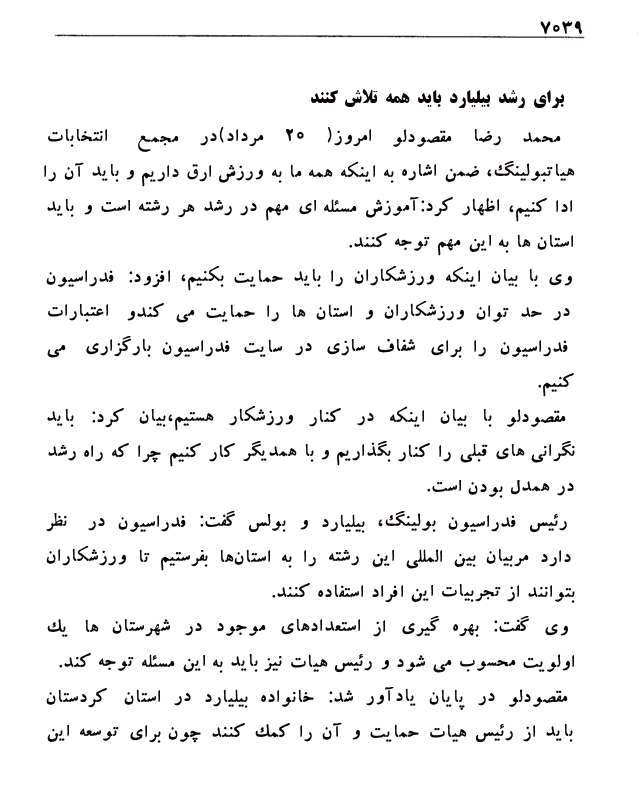 ۷۰۳۹
برای رشد بیلیارد باید همه تلاش کنند
محمد رضا مقصودلو امروز( ۲۰ مرداد)در مجمع انتخابات
هیاتبولینگ، ضمن اشاره به اینکه همه ما به ورزش ارق داریم و باید آن را
ادا کنیم، اظهار کرد:آموزش مسئله ای مهم در رشد هر رشته است و باید
استان ها به این مهم توجه کنند.
وی با بیان اینکه ورزشکاران را باید حمایت بکنیم، افزود: فدراسیون
در حد توان ورزشکاران و استان ها را حمایت می کندو اعتبارات
فدراسیون را برای شفاف سازی در سایت فدراسیون بارگزاری می
کنیم.
مقصودلو با بیان اینکه در کنار ورزشکار هستیم،بیان کرد: باید
نگرانی های قبلی را کنار بگذاریم و با همدیگر کار کنیم چرا که راه رشد
در همدل بودن است.
رئیس فدراسیون بولینگ، بیلیارد و بولس گفت: فدراسیون در نظر
دارد مربیان بین المللی این رشته را به استان‌ها بفرستیم تا ورزشکاران
بتوانند از تجربیات این افراد استفاده کنند.
وی گفت: بهره گیری از استعدادهای موجود در شهرستان ها یك
اولویت محسوب می شود و رئیس هیات نیز باید به این مسئله توجه کند.
مقصودلو در پایان یادآور شد: خانواده بیلیارد در استان کردستان
باید از رئیس هیات حمایت و آن را کمك کنند چون برای توسعه این